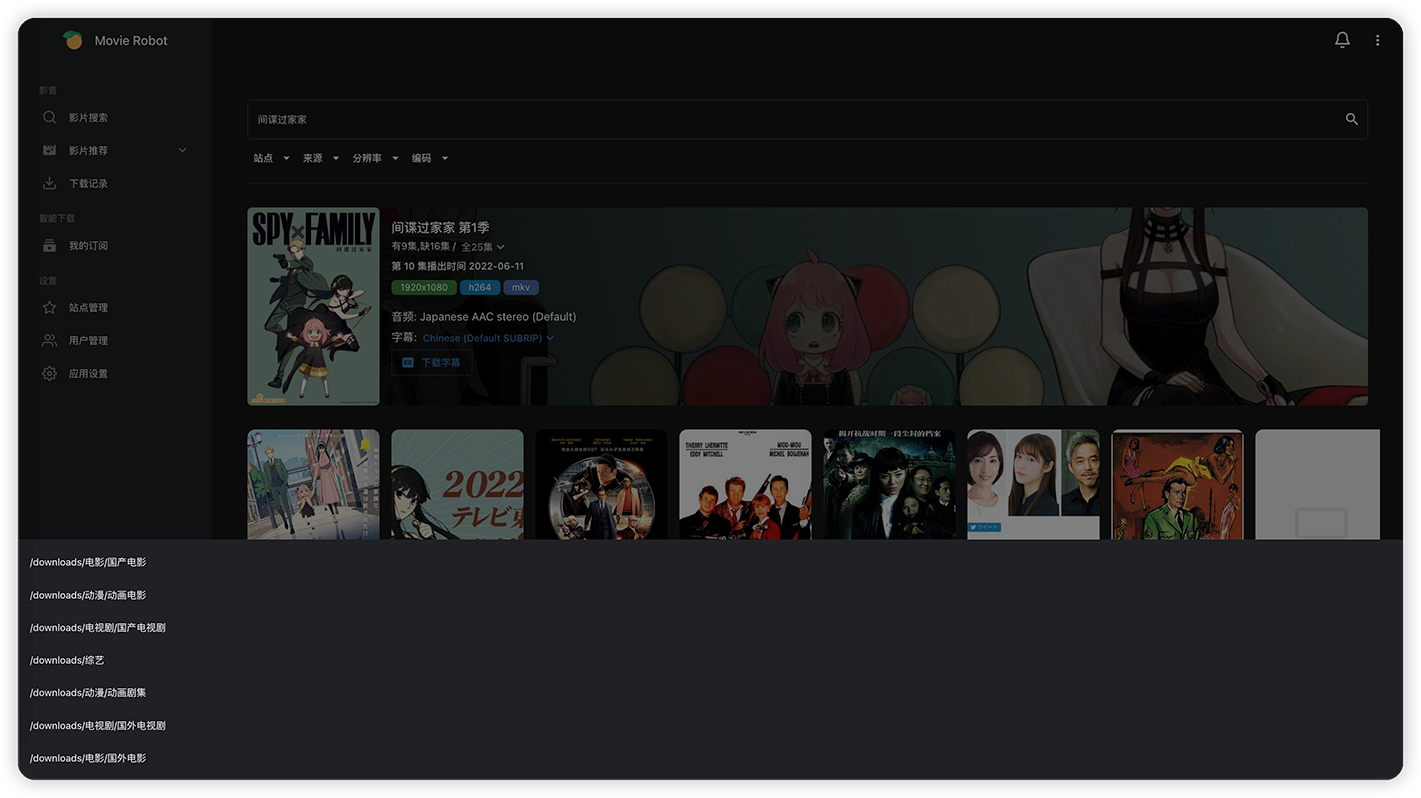 Movie Robot
影音
影片搜索
影片推荐
下载记录
智能下载
我的订阅
设置
站点管理
用户管理
应用设置
间谍过家家
站点 来源 分辨率 编码
SPY×FAMILY
间谍过家家
间谍过家家 第1季
有9集,缺16集 / 全25集
第 10 集播出时间 2022-06-11
1920x1080 h264 mkv
音频: Japanese AAC stereo (Default)
字幕: Chinese (Default SUBRIP)
下载字幕
2022
テレビ東
THIERRY LHERMITTE
EDDY MITCHELL
MIOU-MIOU
MICHEL BOUJENAH
揭开抗战时期一段尘封的档案
ツイート
/downloads/电影/国产电影
/downloads/动漫/动画电影
/downloads/电视剧/国产电视剧
/downloads/综艺
/downloads/动漫/动画剧集
/downloads/电视剧/国外电视剧
/downloads/电影/国外电影